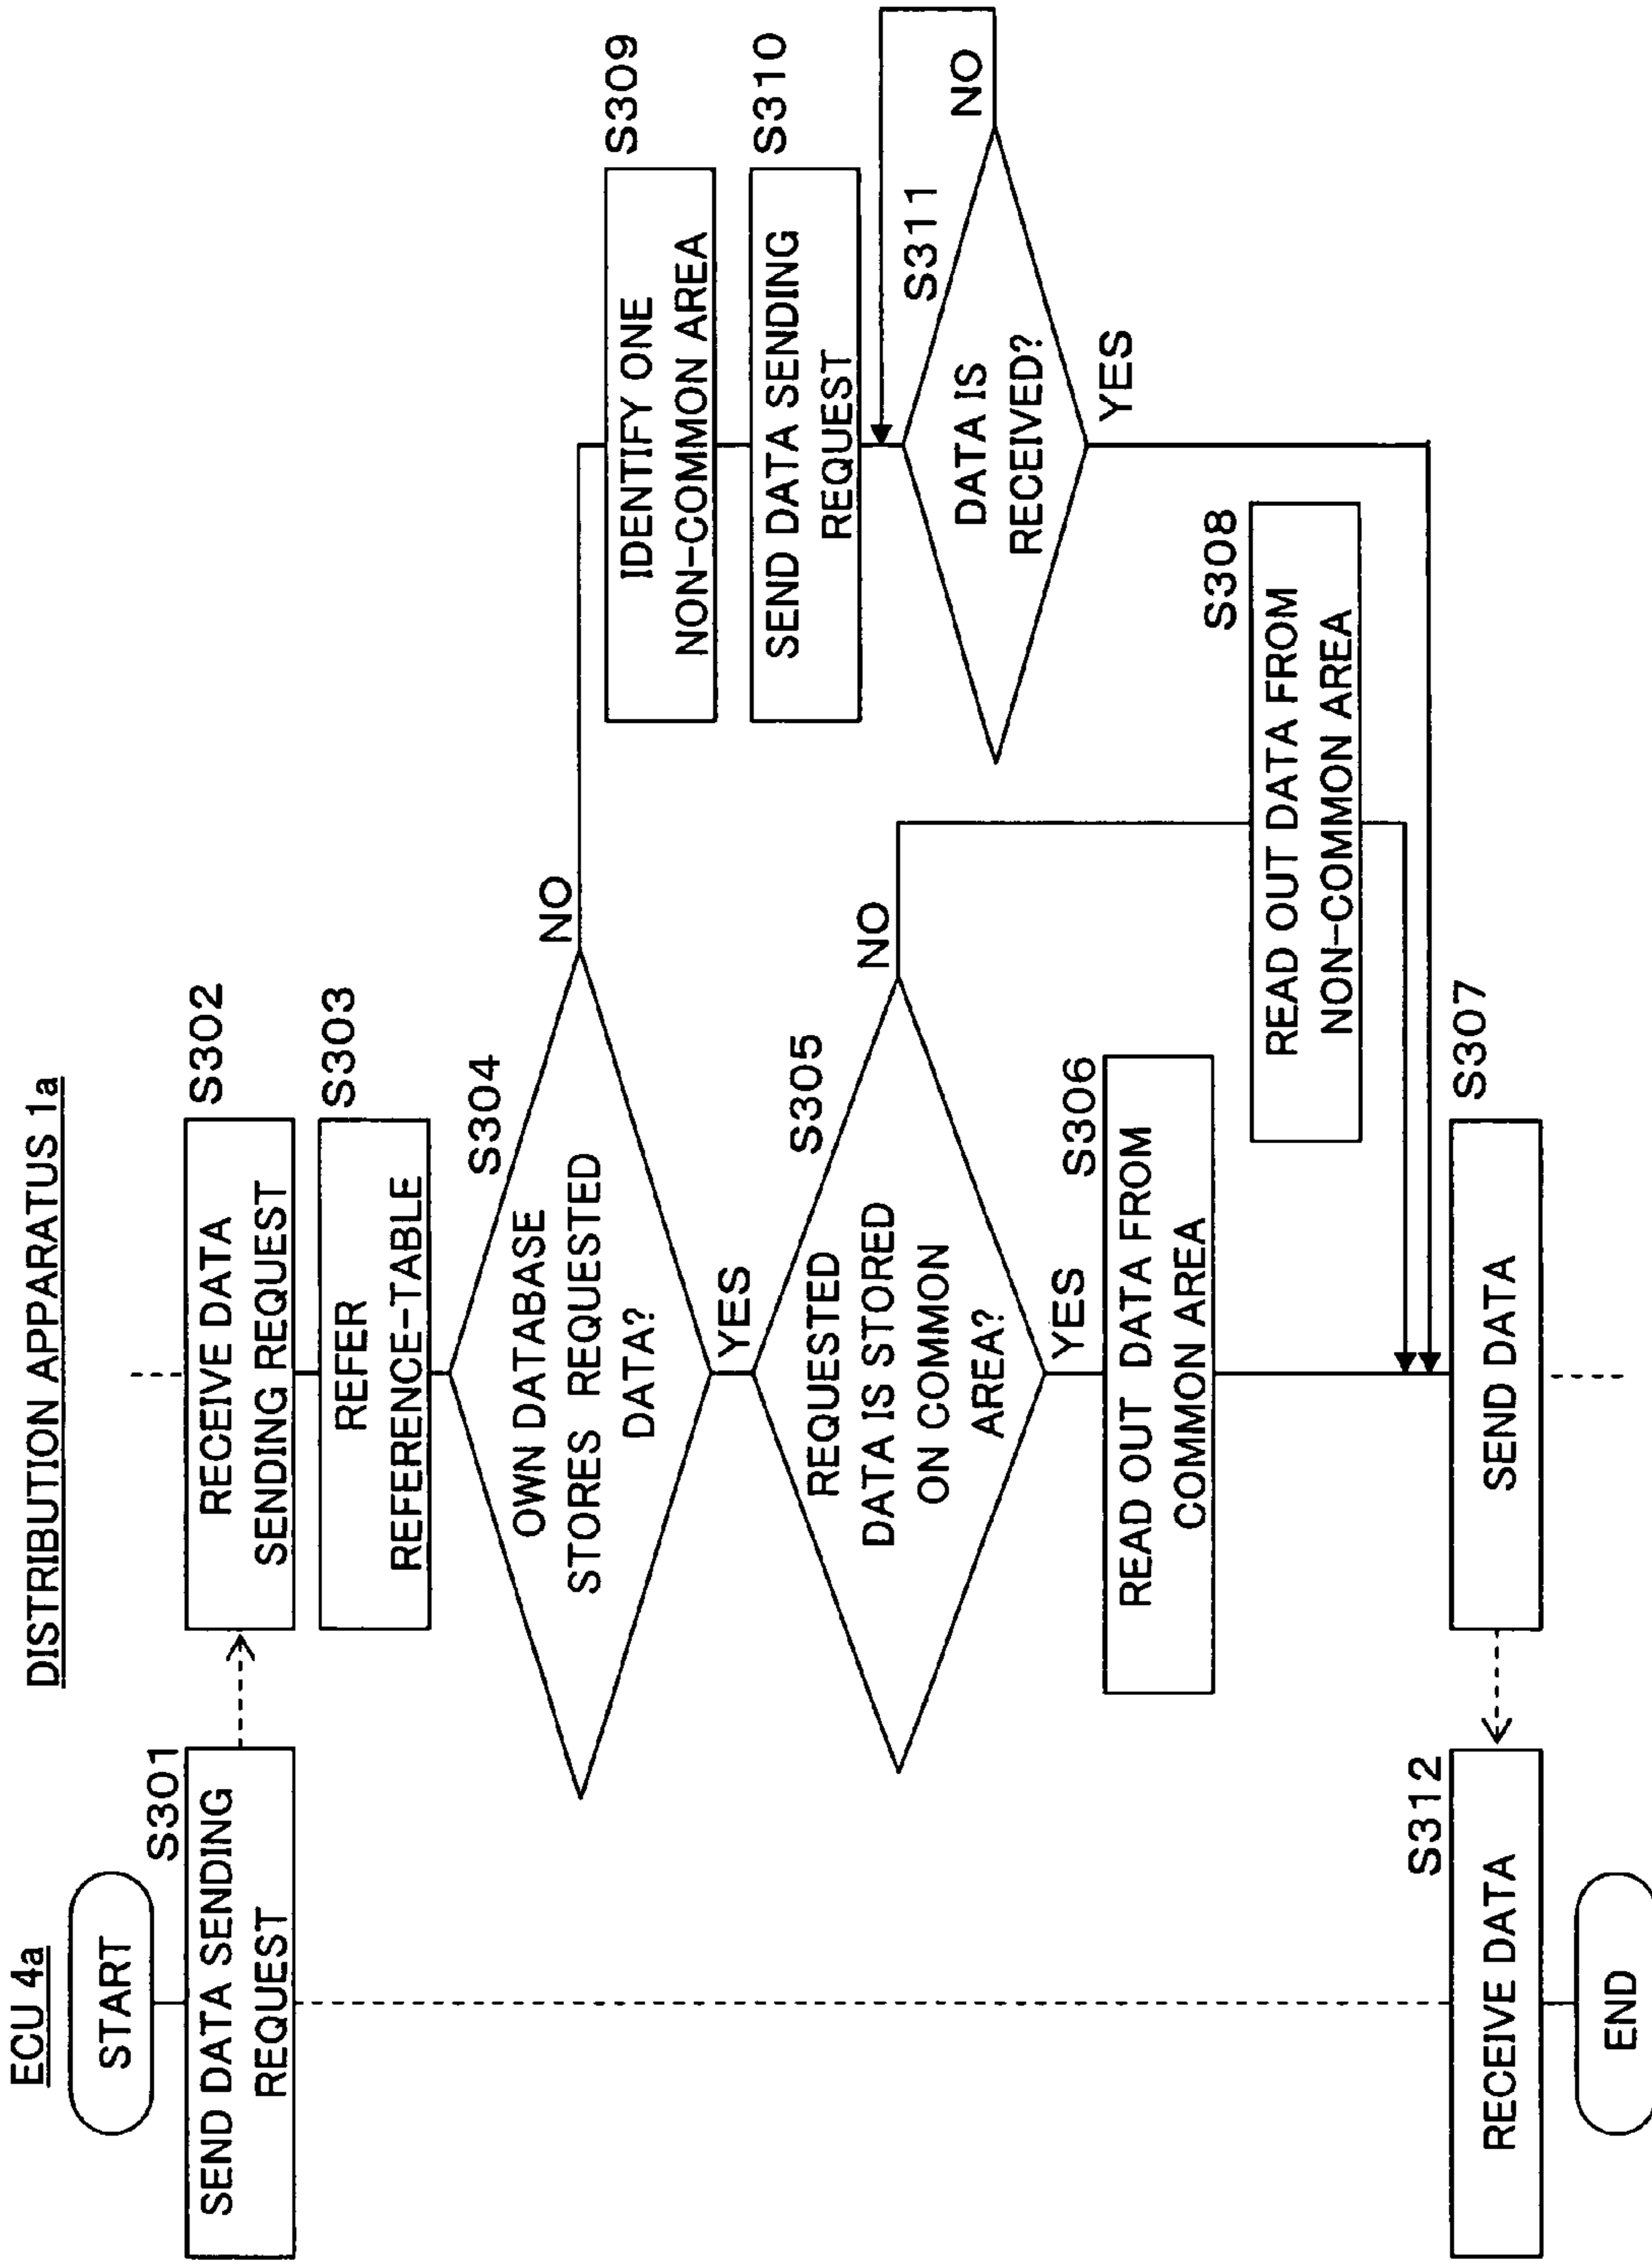 ECU 4a
DISTRIBUTION APPARATUS 1a
START
S301
SEND DATA SENDING
REQUEST
S302
RECEIVE DATA
SENDING REQUEST
S303
REFER
REFERENCE-TABLE
S304
OWN DATABASE
STORES REQUESTED
DATA?
NO
YES
S305
REQUESTED
DATA IS STORED
ON COMMON
AREA?
NO
YES
S306
READ OUT DATA FROM
COMMON AREA
S308
READ OUT DATA FROM
NON-COMMON AREA
S309
IDENTIFY ONE
NON-COMMON AREA
S310
SEND DATA SENDING
REQUEST
S311
DATA IS
RECEIVED?
NO
YES
S307
SEND DATA
S312
RECEIVE DATA
END